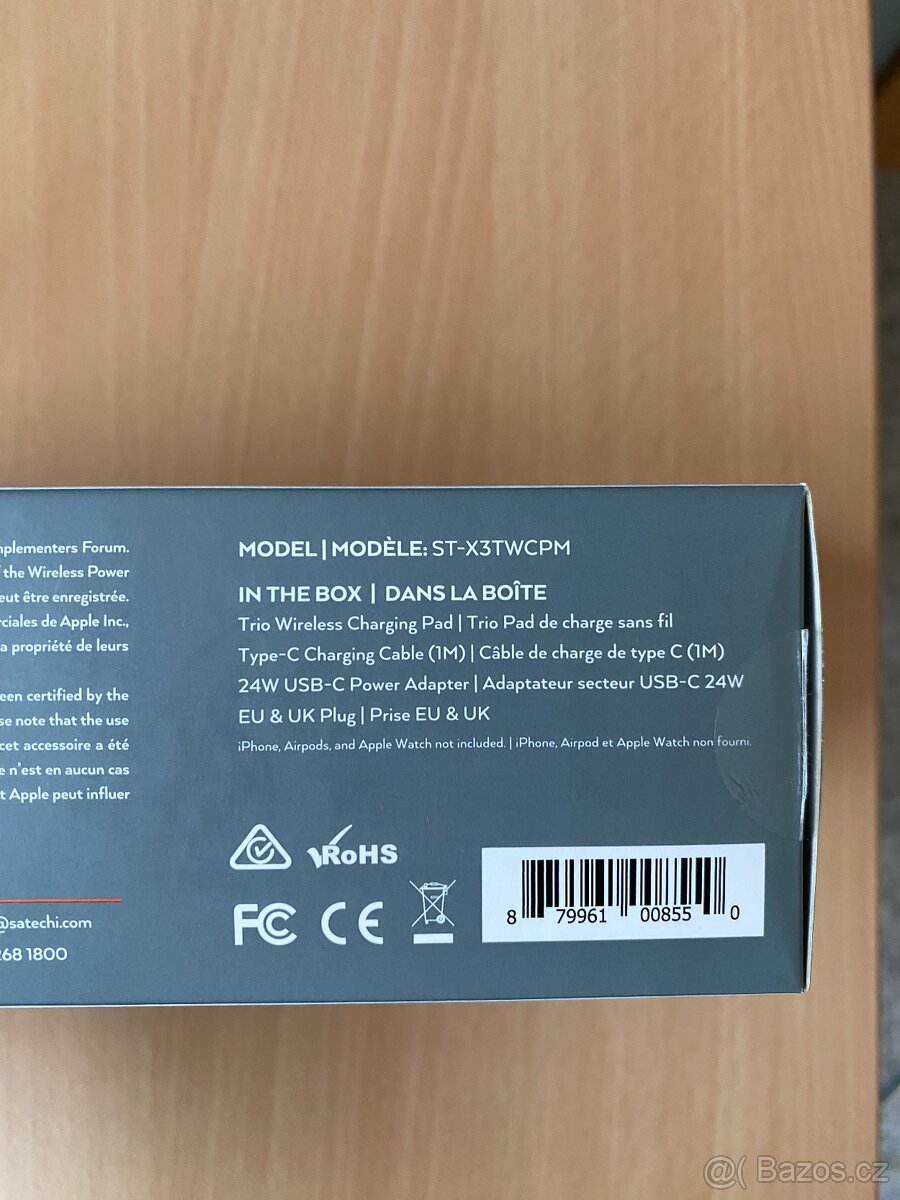 mplementers Forum.
the Wireless Power
eut être enregistrée.
ciales de Apple Inc.,
a propriété de leurs
een certified by the
se note that the use
cet accessoire a été
e n'est en aucun cas
t Apple peut influer
@satechi.com
268 1800
MODEL | MODÈLE: ST-X3TWCPM
IN THE BOX | DANS LA BOÎTE
Trio Wireless Charging Pad | Trio Pad de charge sans fil
Type-C Charging Cable (1M) | Câble de charge de type C (1M)
24W USB-C Power Adapter | Adaptateur secteur USB-C 24W
EU & UK Plug | Prise EU & UK
iPhone, Airpods, and Apple Watch not included. | iPhone, Airpod et Apple Watch non fourni.
RoHS
FC CE
8 79961 00855 0
@( Bazos.cz